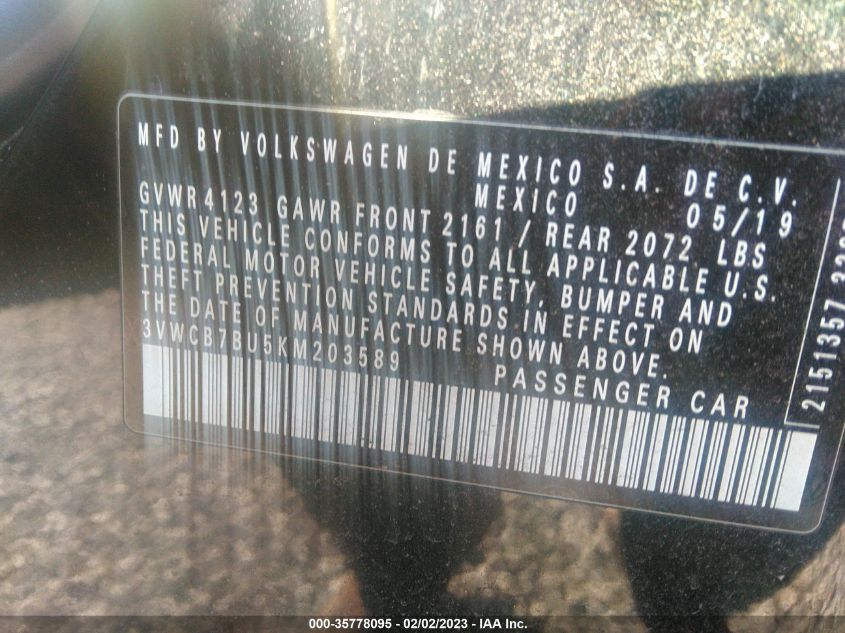 MFD BY VOLKSWAGEN DE MEXICO S.A. DE C.V.
MEXICO 05/19
GVWR 4123 GAWR FRONT 2161 / REAR 2072 LBS
THIS VEHICLE CONFORMS TO ALL APPLICABLE U.S.
FEDERAL MOTOR VEHICLE SAFETY, BUMPER AND
THEFT PREVENTION STANDARDS IN EFFECT ON
THE DATE OF MANUFACTURE SHOWN ABOVE.
3VWCB7BU5KM203589 PASSENGER CAR
2151357
000-35778095 - 02/02/2023 - IAA Inc.